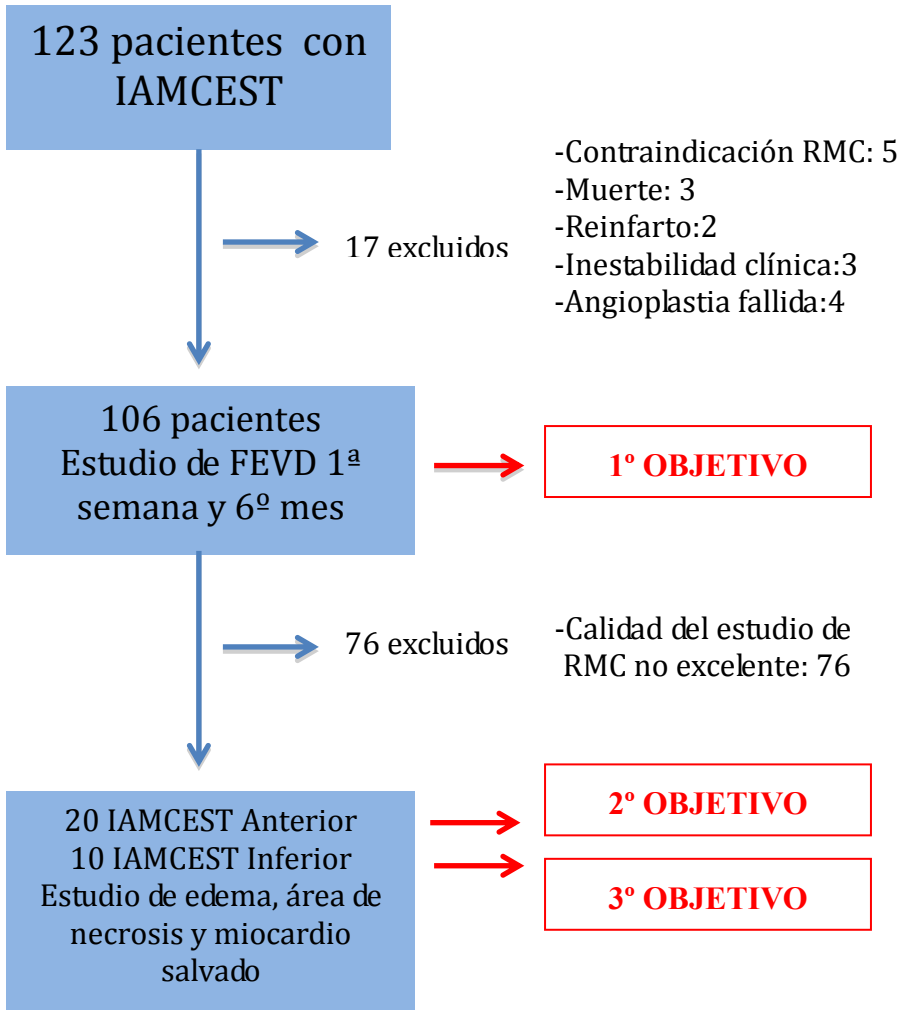 123 pacientes con
IAMCEST
-Contraindicación RMC: 5
-Muerte: 3
-Reinfarto:2
-Inestabilidad clínica:3
-Angioplastia fallida:4
17 excluidos
106 pacientes
Estudio de FEVD 1ª
semana y 6º mes
1º OBJETIVO
76 excluidos
-Calidad del estudio de
RMC no excelente: 76
20 IAMCEST Anterior
10 IAMCEST Inferior
Estudio de edema, área de
necrosis y miocardio
salvado
2º OBJETIVO
3º OBJETIVO